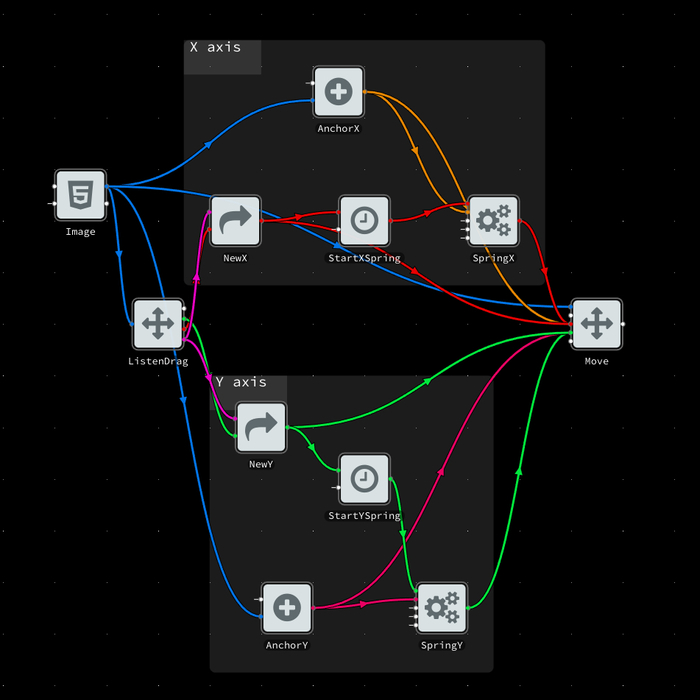 X axis
AnchorX
Image
NewX
StartXSpring
SpringX
ListenDrag
Move
Y axis
NewY
StartYSpring
AnchorY
SpringY